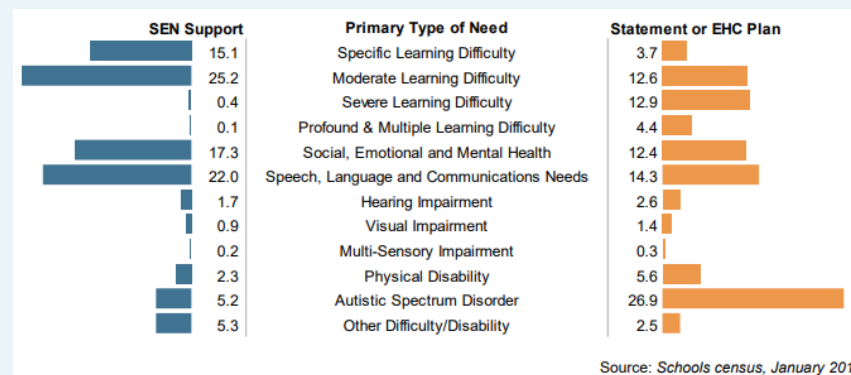 SEN Support Primary Type of Need Statement or EHC Plan
15.1 Specific Learning Difficulty 3.7
25.2 Moderate Learning Difficulty 12.6
0.4 Severe Learning Difficulty 12.9
0.1 Profound & Multiple Learning Difficulty 4.4
17.3 Social, Emotional and Mental Health 12.4
22.0 Speech, Language and Communications Needs 14.3
1.7 Hearing Impairment 2.6
0.9 Visual Impairment 1.4
0.2 Multi-Sensory Impairment 0.3
2.3 Physical Disability 5.6
5.2 Autistic Spectrum Disorder 26.9
5.3 Other Difficulty/Disability 2.5
Source: Schools census, January